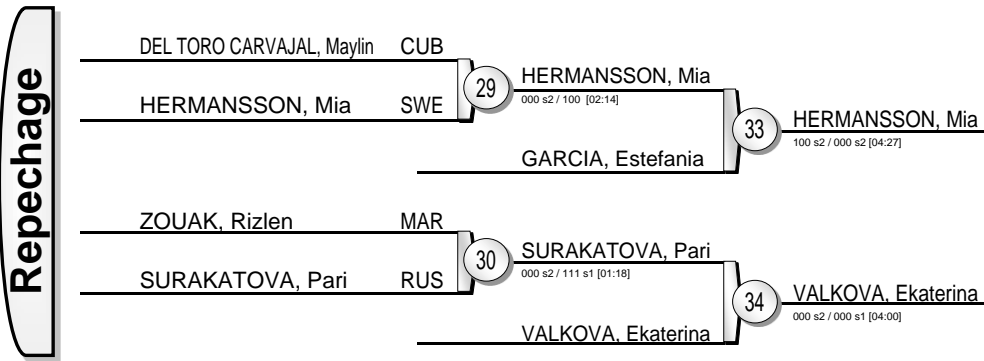 Repechage
DEL TORO CARVAJAL, Maylin CUB
HERMANSSON, Mia SWE
29
HERMANSSON, Mia
000 s2 / 100 [02:14]
GARCIA, Estefania
33
HERMANSSON, Mia
100 s2 / 000 s2 [04:27]
ZOUAK, Rizlen MAR
SURAKATOVA, Pari RUS
30
SURAKATOVA, Pari
000 s2 / 111 s1 [01:18]
VALKOVA, Ekaterina
34
VALKOVA, Ekaterina
000 s2 / 000 s1 [04:00]